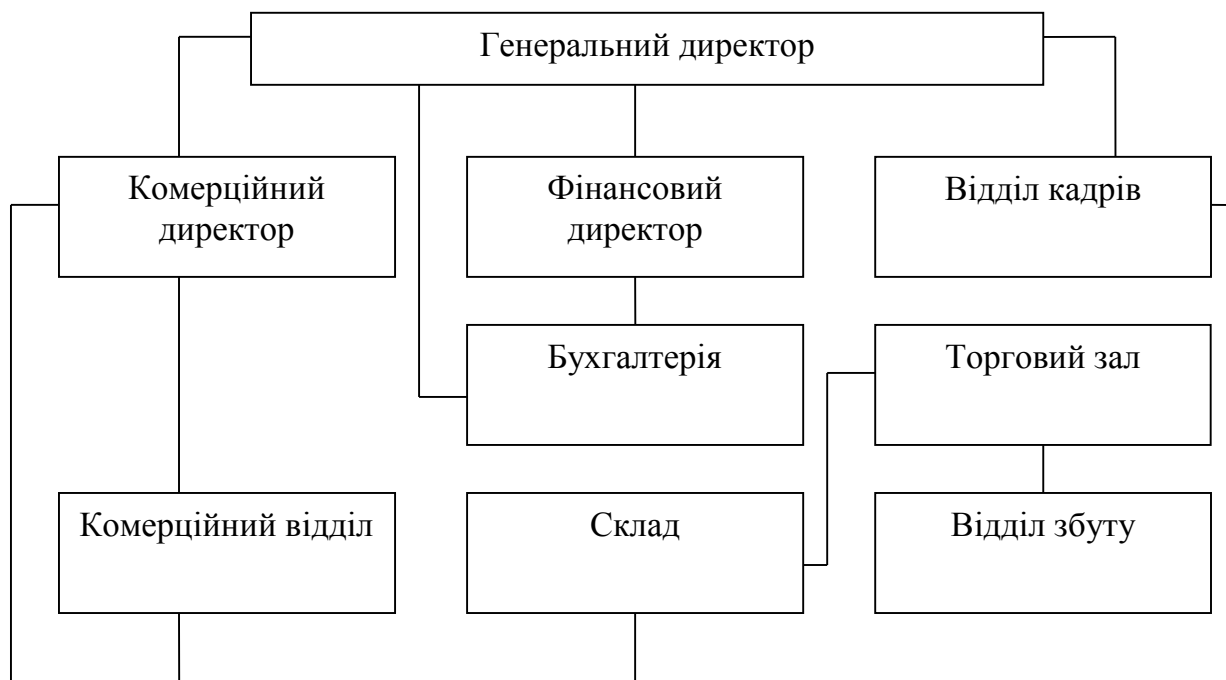 Генеральний директор
Комерційний
директор
Фінансовий
директор
Відділ кадрів
Бухгалтерія
Торговий зал
Комерційний відділ
Склад
Відділ збуту